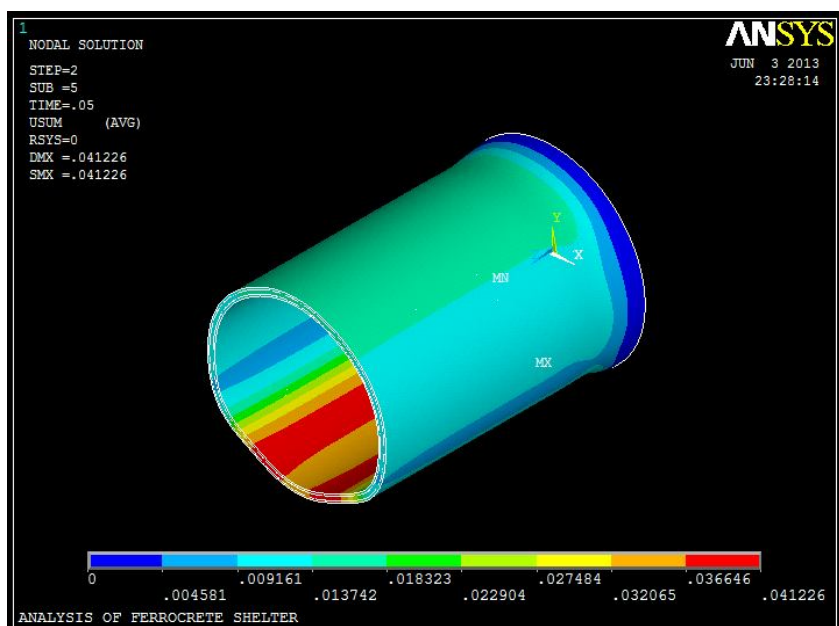 1
NODAL SOLUTION
STEP=2
SUB =5
TIME=.05
USUM (AVG)
RSYS=0
DMX =.041226
SMX =.041226
ANSYS
JUN 3 2013
23:28:14
Y
X
MN
MX
0 .009161 .018323 .027484 .036646
.004581 .013742 .022904 .032065 .041226
ANALYSIS OF FERROCRETE SHELTER